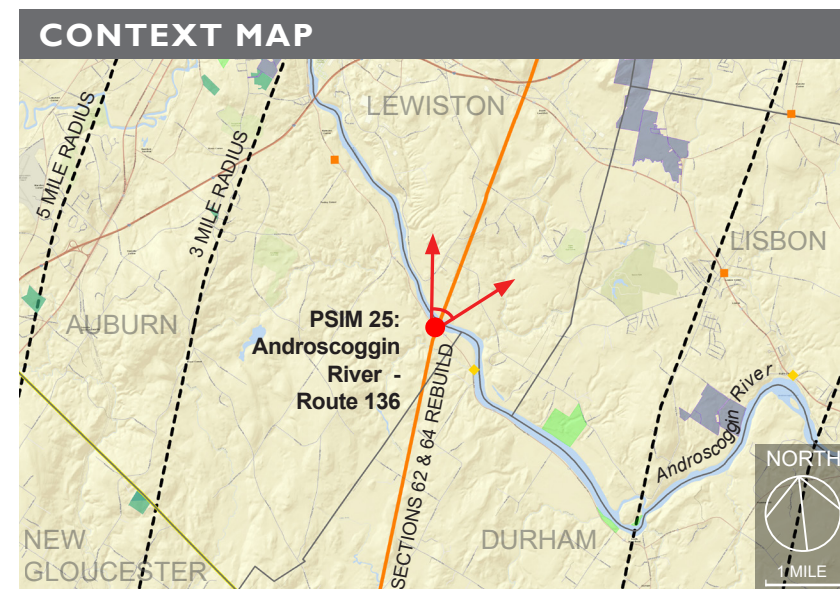 CONTEXT MAP
LEWISTON
5 MILE RADIUS
3 MILE RADIUS
LISBON
AUBURN
PSIM 25:
Androscoggin
River -
Route 136
SECTIONS 62 & 64 REBUILD
Androscoggin River
NEW
GLOUCESTER
DURHAM
NORTH
1 MILE